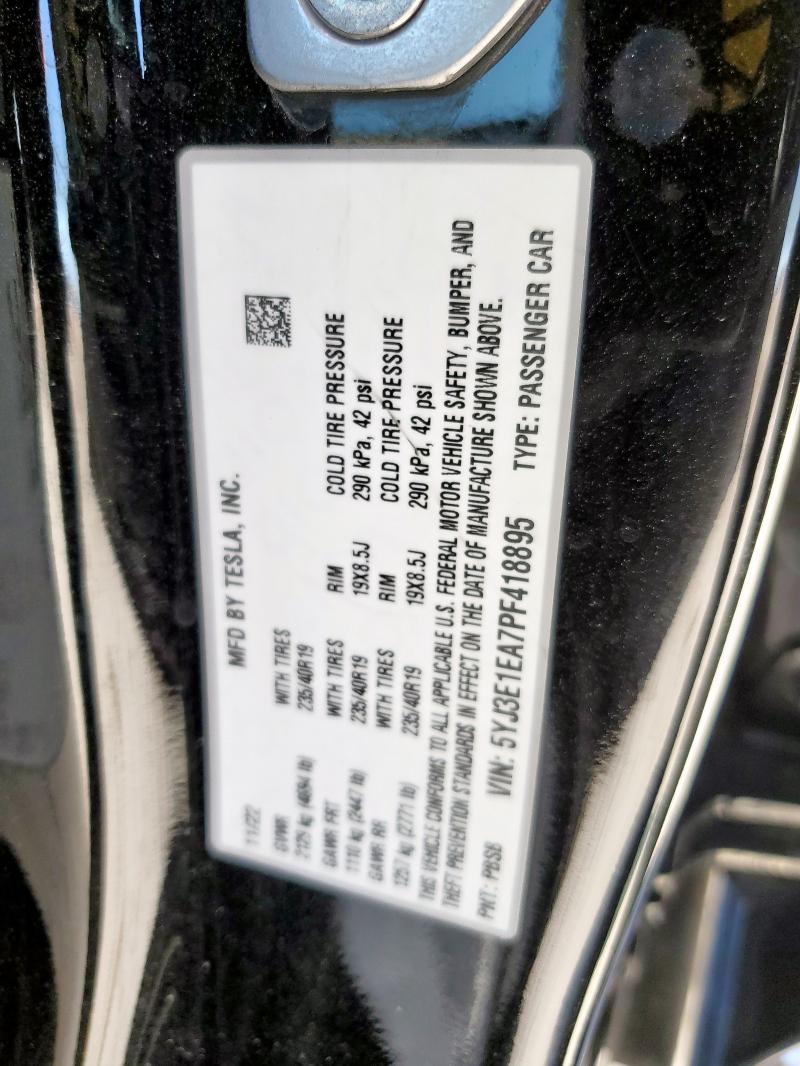 MFD BY TESLA, INC.
11/22
GVWR WITH TIRES
2129 kg (4694 lb) 235/40R19
GAWR FRT WITH TIRES RIM COLD TIRE PRESSURE
1110 kg (2447 lb) 235/40R19 19X8.5J 290 kPa, 42 psi
GAWR RR WITH TIRES RIM COLD TIRE PRESSURE
1257 kg (2771 lb) 235/40R19 19X8.5J 290 kPa, 42 psi
THIS VEHICLE CONFORMS TO ALL APPLICABLE U.S. FEDERAL MOTOR VEHICLE SAFETY, BUMPER, AND
THEFT PREVENTION STANDARDS IN EFFECT ON THE DATE OF MANUFACTURE SHOWN ABOVE.
PNT: PBSB VIN: 5YJ3E1EA7PF418895 TYPE: PASSENGER CAR